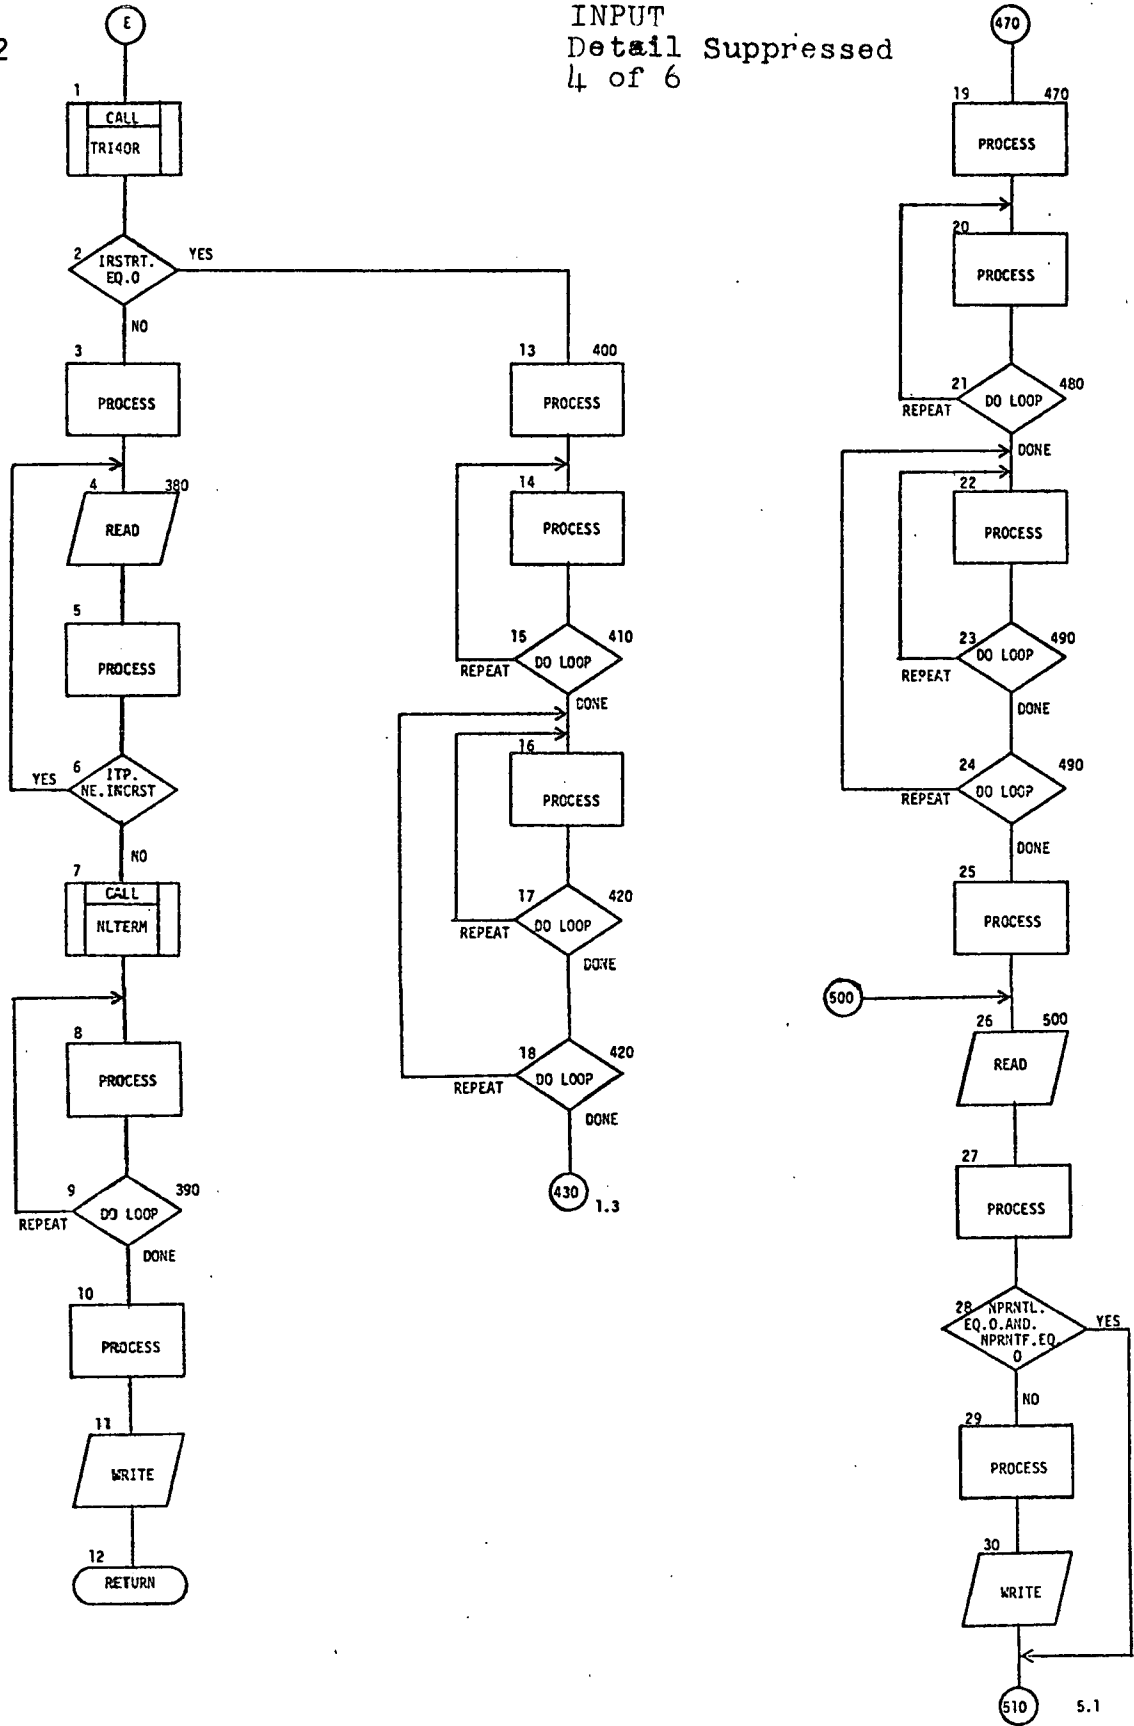 2
INPUT
Detail Suppressed
4 of 6
E
1
CALL
TRI4OR
2
IRSTRT.
EQ.0
YES
NO
3
PROCESS
4
380
READ
5
PROCESS
6
ITP.
NE.INCRST
YES
NO
7
CALL
NLTERM
8
PROCESS
9
390
DO LOOP
REPEAT
DONE
10
PROCESS
11
WRITE
12
RETURN
13
400
PROCESS
14
PROCESS
15
410
DO LOOP
REPEAT
DONE
16
PROCESS
17
420
DO LOOP
REPEAT
DONE
18
420
DO LOOP
REPEAT
DONE
430
1.3
470
19
470
PROCESS
20
PROCESS
21
480
DO LOOP
REPEAT
DONE
22
PROCESS
23
490
DO LOOP
REPEAT
DONE
24
490
DO LOOP
REPEAT
DONE
25
PROCESS
500
26
500
READ
27
PROCESS
28
NPRNTL.
EQ.0.AND.
NPRNTF.EQ.
0
YES
NO
29
PROCESS
30
WRITE
510
5.1